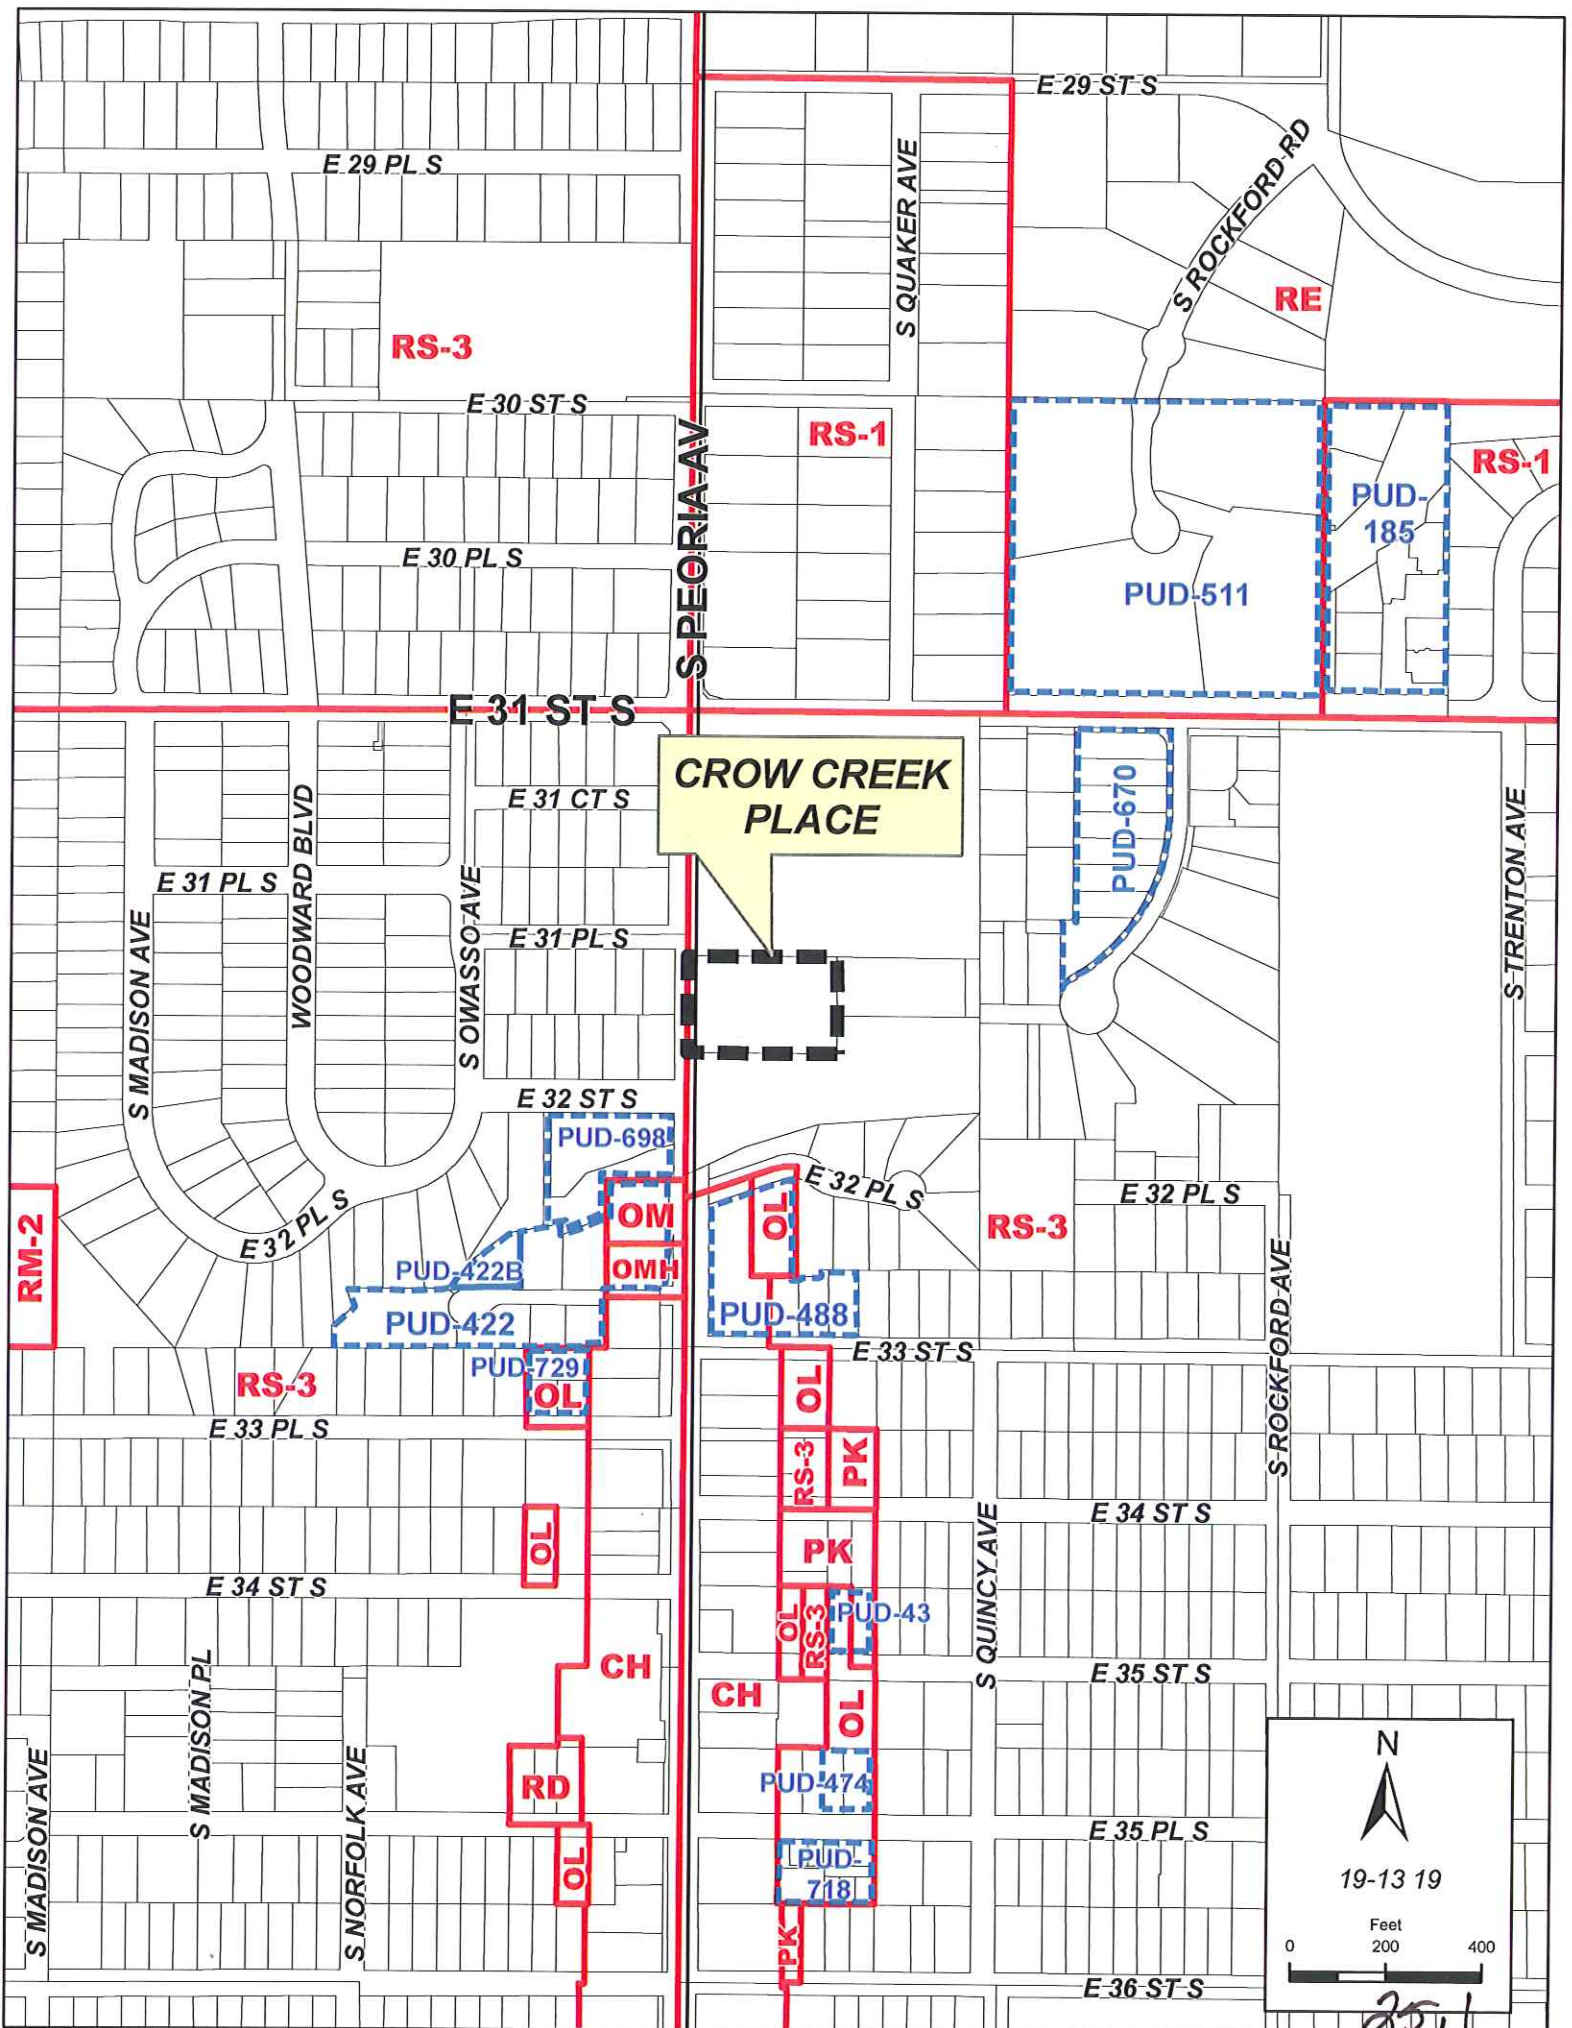 E 29 ST S
E 29 PL S
S QUAKER AVE
S ROCKFORD RD
RE
RS-3
E 30 ST S
RS-1
RS-1
PUD-
185
S PEORIA AV
E 30 PL S
PUD-511
E 31 ST S
CROW CREEK
PLACE
PUD-670
E 31 CT S
WOODWARD BLVD
S TRENTON AVE
E 31 PL S
S OWASSO AVE
S MADISON AVE
E 31 PL S
E 32 ST S
PUD-698
E 32 PL S
E 32 PL S
OM
OL
RS-3
E 32 PL S
RM-2
OMH
PUD-422B
PUD-422
PUD-488
S ROCKFORD AVE
E 33 ST S
PUD-729
OL
RS-3
OL
E 33 PL S
RS-3
PK
E 34 ST S
OL
PK
S QUINCY AVE
E 34 ST S
OL
RS-3
PUD-43
CH
E 35 ST S
CH
OL
S MADISON PL
RD
PUD-474
S MADISON AVE
S NORFOLK AVE
E 35 PL S
OL
PUD-
718
PK
E 36 ST S
N
19-13 19
Feet
0 200 400
25.1